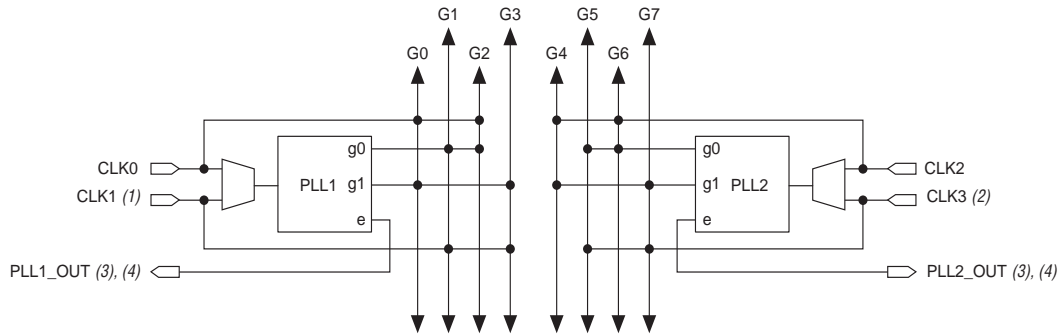 G1 G3 G5 G7
G0 G2 G4 G6
g0 g0
CLK0 CLK2
PLL1 g1 g1 PLL2
CLK1 (1) CLK3 (2)
e e
PLL1_OUT (3), (4) PLL2_OUT (3), (4)